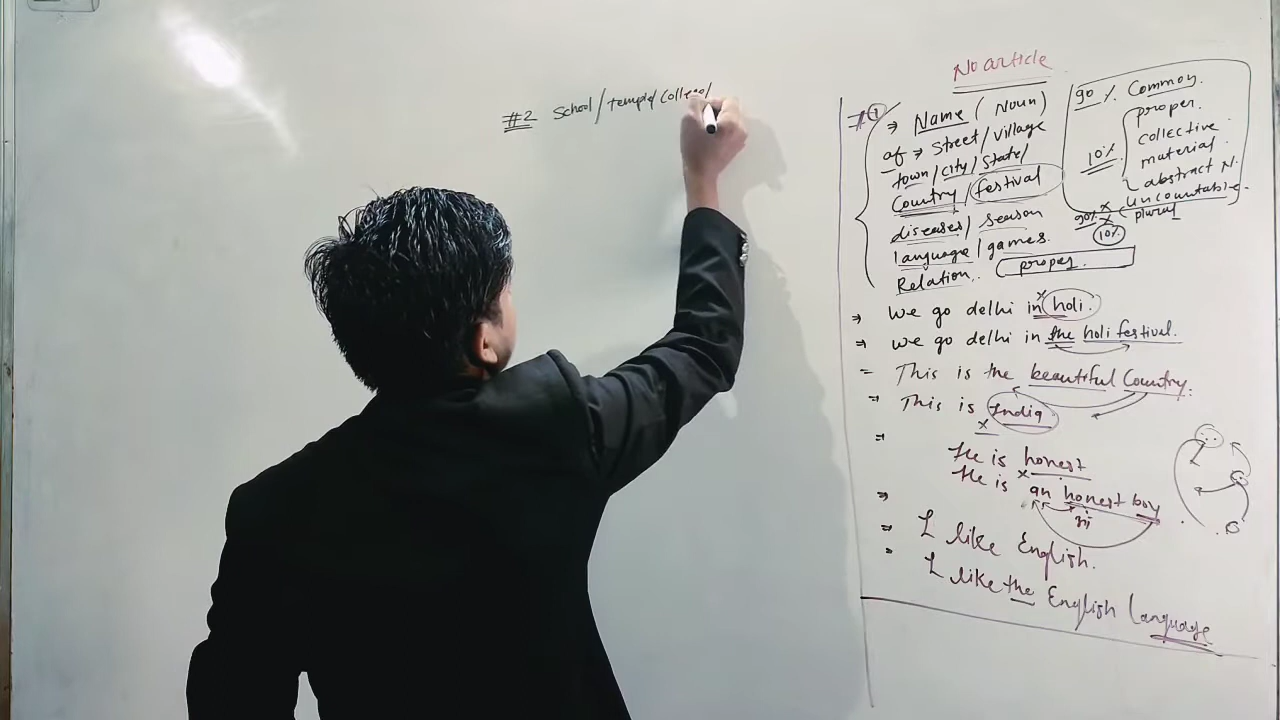 #2 School/temple/College/
No article
#1 ⇒ Name (Noun)
of ⇒ Street/village
town/city/state/
Country/festival
diseases/season
language/games.
Relation. proper.
90% Common.
proper.
collective.
10% material.
abstract N.
90% x Uncountable.
x plural
10%
⇒ We go delhi in x holi.
⇒ we go delhi in the holi festival.
- This is the beautiful Country.
⇒ This is India
x
⇒ He is honest
He is x an honest boy
⇒ I like English.
I like the English language